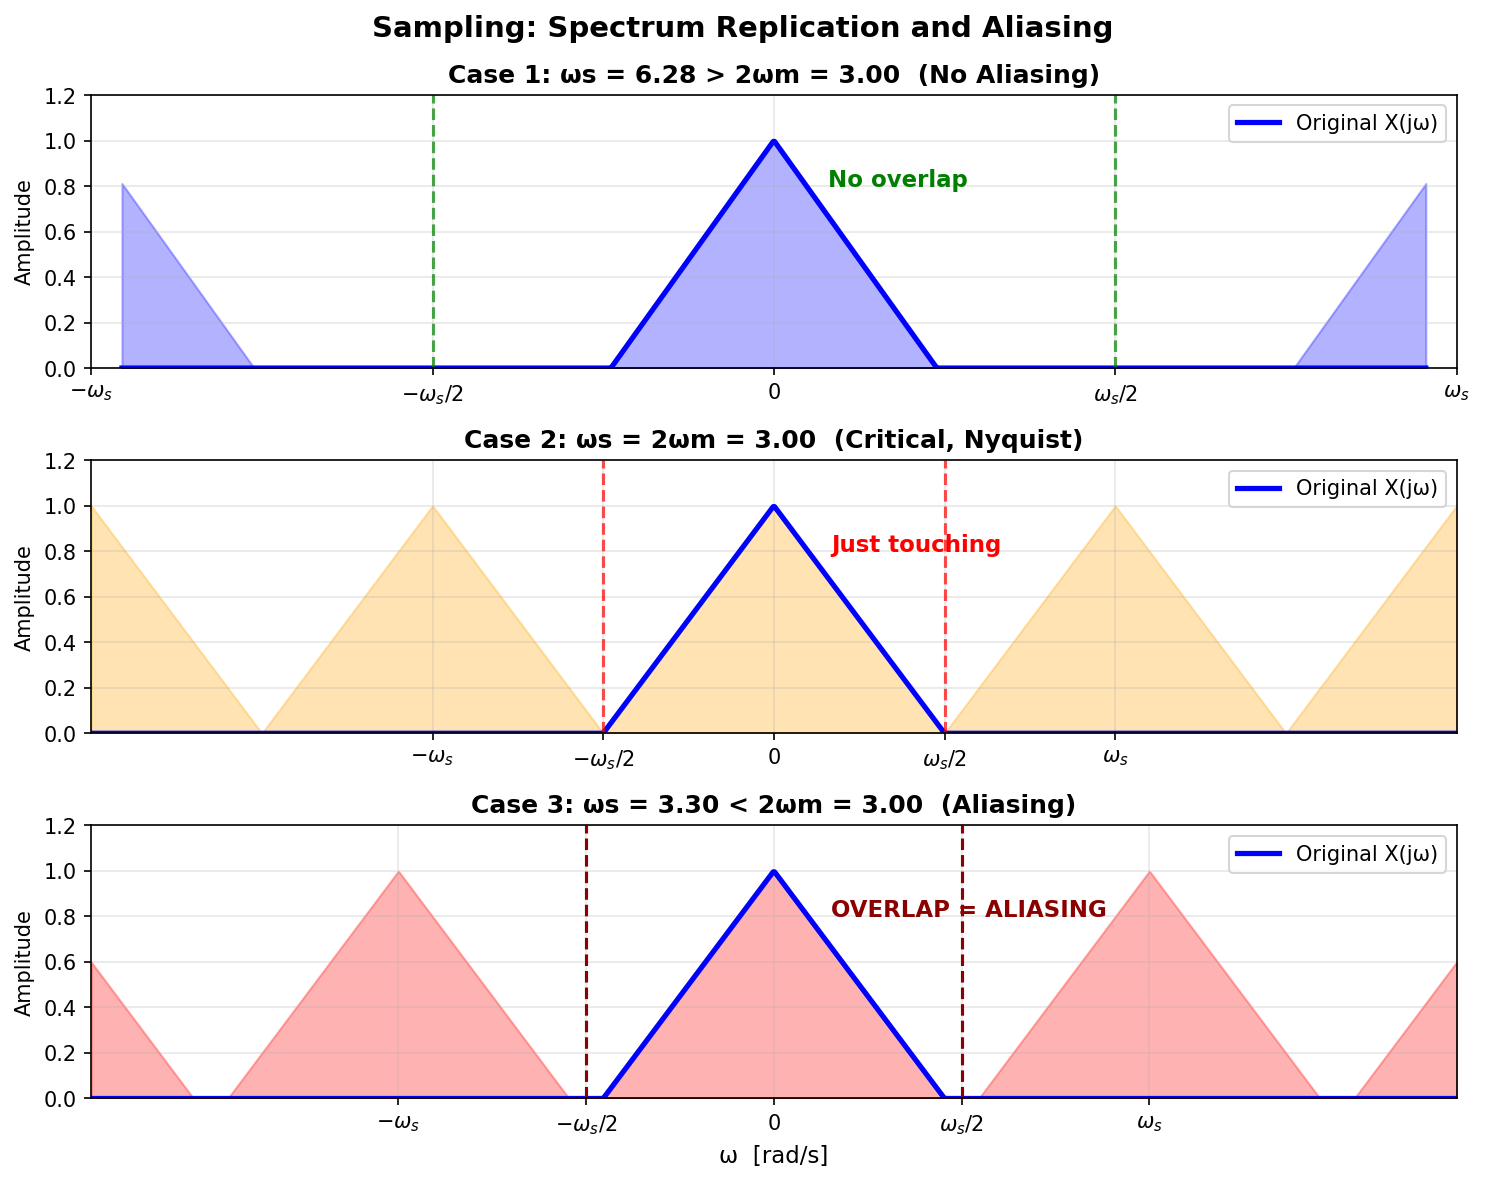 Sampling: Spectrum Replication and Aliasing
Case 1: ωs = 6.28 > 2ωm = 3.00  (No Aliasing)
1.2
1.0
0.8
0.6
0.4
0.2
0.0
Amplitude
Original X(jω)
No overlap
−ωₛ
−ωₛ/2
0
ωₛ/2
ωₛ
Case 2: ωs = 2ωm = 3.00  (Critical, Nyquist)
1.2
1.0
0.8
0.6
0.4
0.2
0.0
Amplitude
Original X(jω)
Just touching
−ωₛ
−ωₛ/2
0
ωₛ/2
ωₛ
Case 3: ωs = 3.30 < 2ωm = 3.00  (Aliasing)
1.2
1.0
0.8
0.6
0.4
0.2
0.0
Amplitude
Original X(jω)
OVERLAP = ALIASING
−ωₛ
−ωₛ/2
0
ωₛ/2
ωₛ
ω  [rad/s]